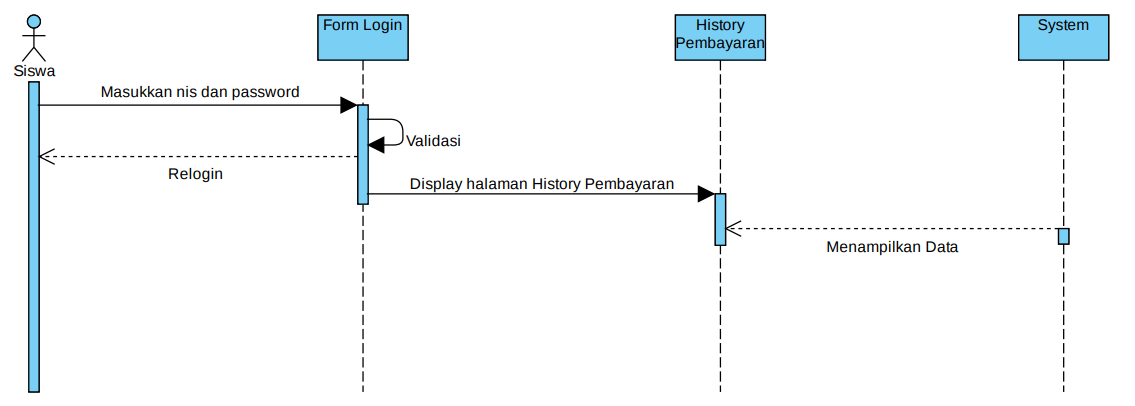 Siswa
Form Login
History
Pembayaran
System
Masukkan nis dan password
Validasi
Relogin
Display halaman History Pembayaran
Menampilkan Data